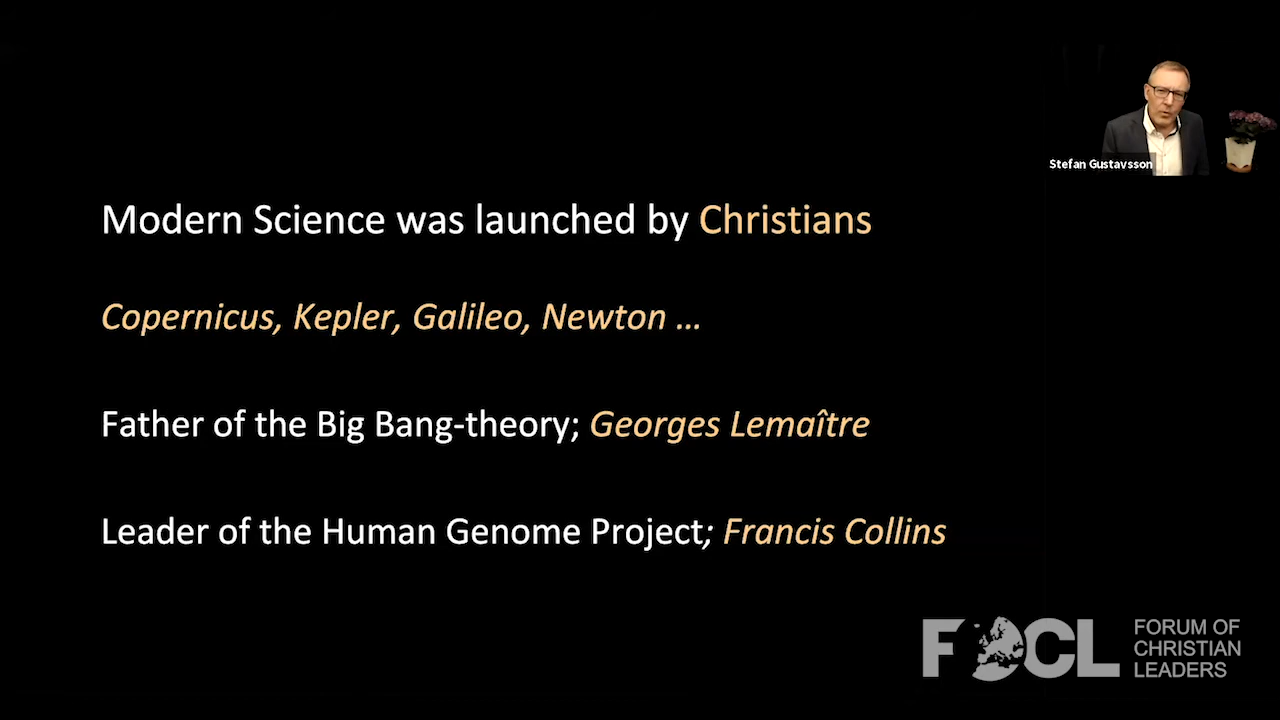 Stefan Gustavsson
Modern Science was launched by Christians
Copernicus, Kepler, Galileo, Newton ...
Father of the Big Bang-theory; Georges Lemaître
Leader of the Human Genome Project; Francis Collins
FOCL
FORUM OF
CHRISTIAN
LEADERS